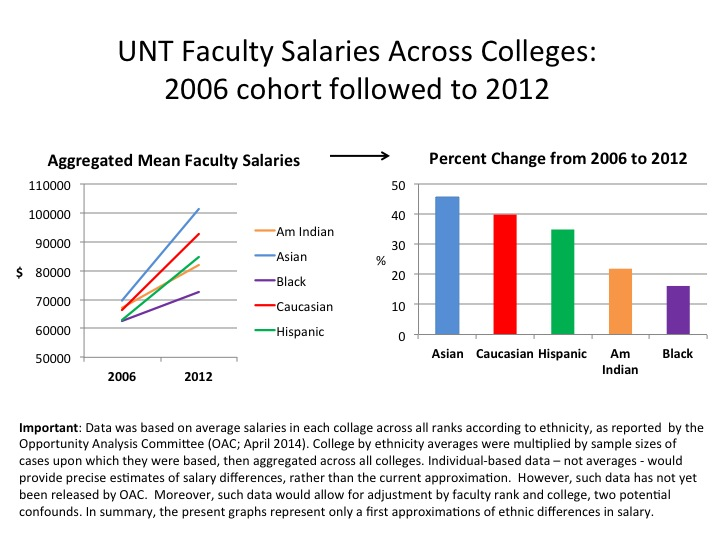 UNT Faculty Salaries Across Colleges:
2006 cohort followed to 2012
Aggregated Mean Faculty Salaries
110000
100000
90000
$ 80000
70000
60000
50000
2006 2012
Am Indian
Asian
Black
Caucasian
Hispanic
Percent Change from 2006 to 2012
50
40
30
%
20
10
0
Asian Caucasian Hispanic Am Black
Indian
Important: Data was based on average salaries in each collage across all ranks according to ethnicity, as reported by the
Opportunity Analysis Committee (OAC; April 2014). College by ethnicity averages were multiplied by sample sizes of
cases upon which they were based, then aggregated across all colleges. Individual-based data – not averages - would
provide precise estimates of salary differences, rather than the current approximation. However, such data has not yet
been released by OAC. Moreover, such data would allow for adjustment by faculty rank and college, two potential
confounds. In summary, the present graphs represent only a first approximations of ethnic differences in salary.